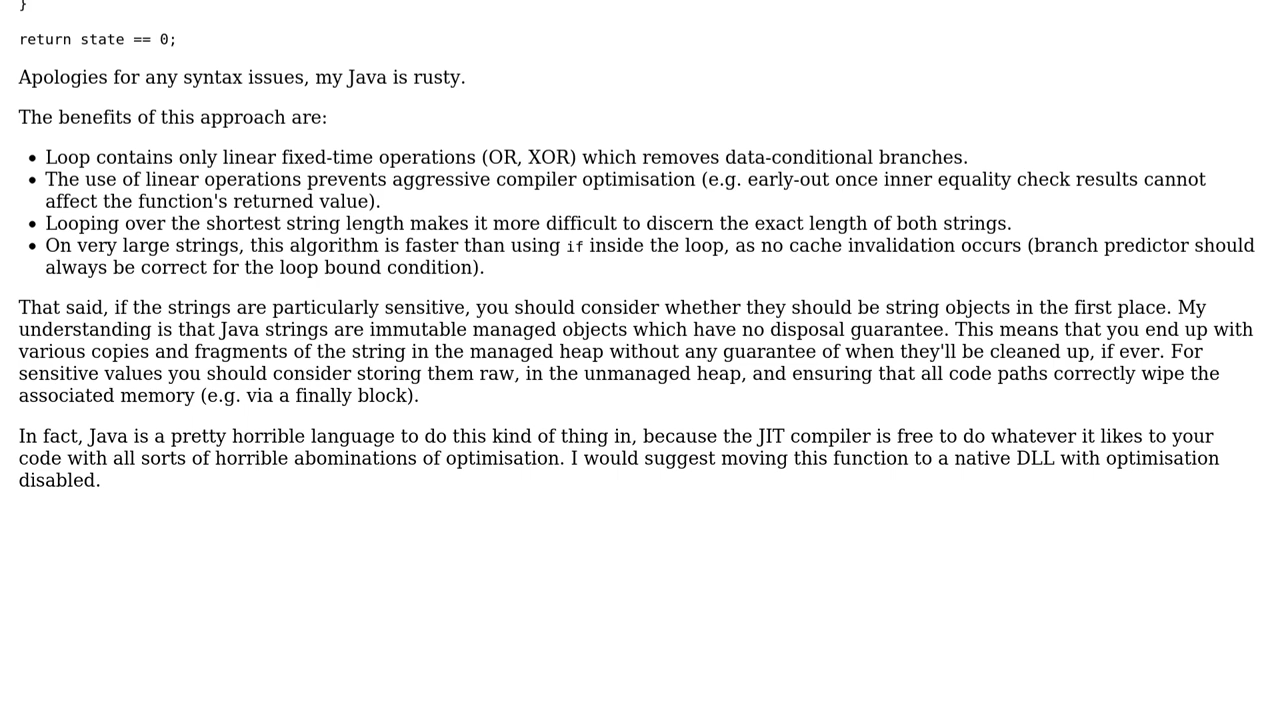 }
return state == 0;
Apologies for any syntax issues, my Java is rusty.
The benefits of this approach are:
• Loop contains only linear fixed-time operations (OR, XOR) which removes data-conditional branches.
• The use of linear operations prevents aggressive compiler optimisation (e.g. early-out once inner equality check results cannot
affect the function's returned value).
• Looping over the shortest string length makes it more difficult to discern the exact length of both strings.
• On very large strings, this algorithm is faster than using if inside the loop, as no cache invalidation occurs (branch predictor should
always be correct for the loop bound condition).
That said, if the strings are particularly sensitive, you should consider whether they should be string objects in the first place. My
understanding is that Java strings are immutable managed objects which have no disposal guarantee. This means that you end up with
various copies and fragments of the string in the managed heap without any guarantee of when they'll be cleaned up, if ever. For
sensitive values you should consider storing them raw, in the unmanaged heap, and ensuring that all code paths correctly wipe the
associated memory (e.g. via a finally block).
In fact, Java is a pretty horrible language to do this kind of thing in, because the JIT compiler is free to do whatever it likes to your
code with all sorts of horrible abominations of optimisation. I would suggest moving this function to a native DLL with optimisation
disabled.